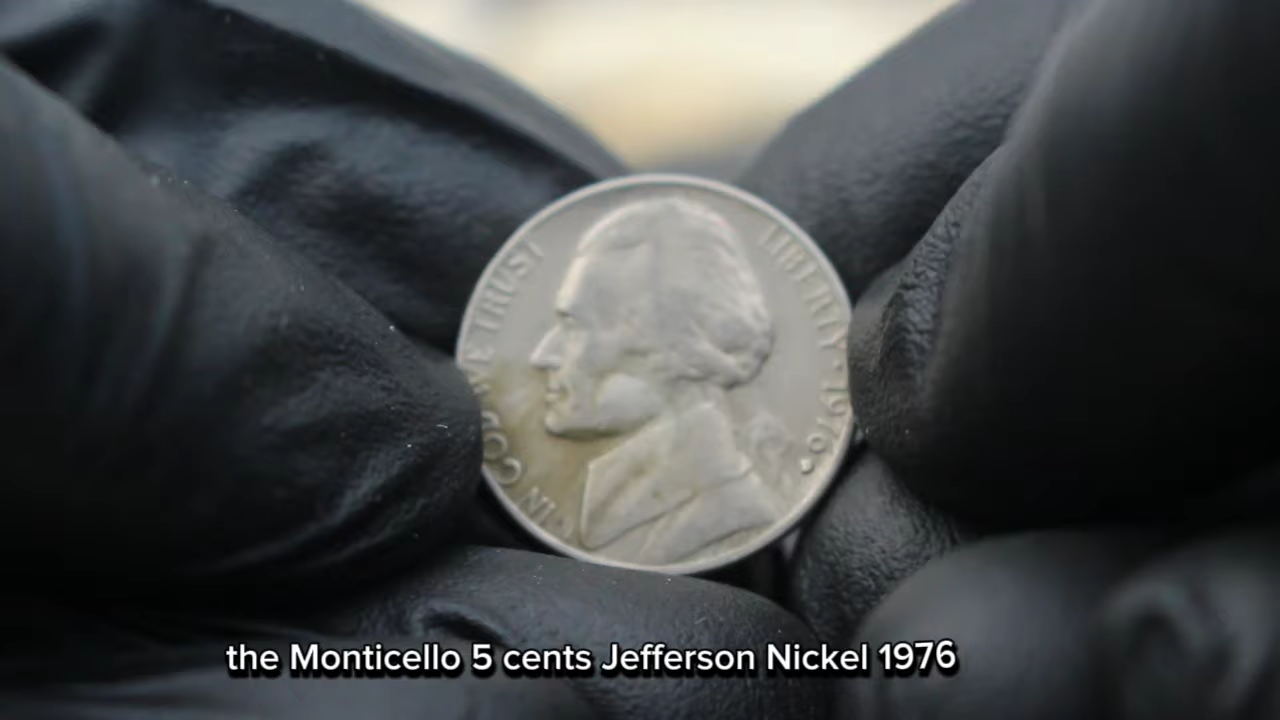 IN GOD WE TRUST
LIBERTY · 1976
the Monticello 5 cents Jefferson Nickel 1976